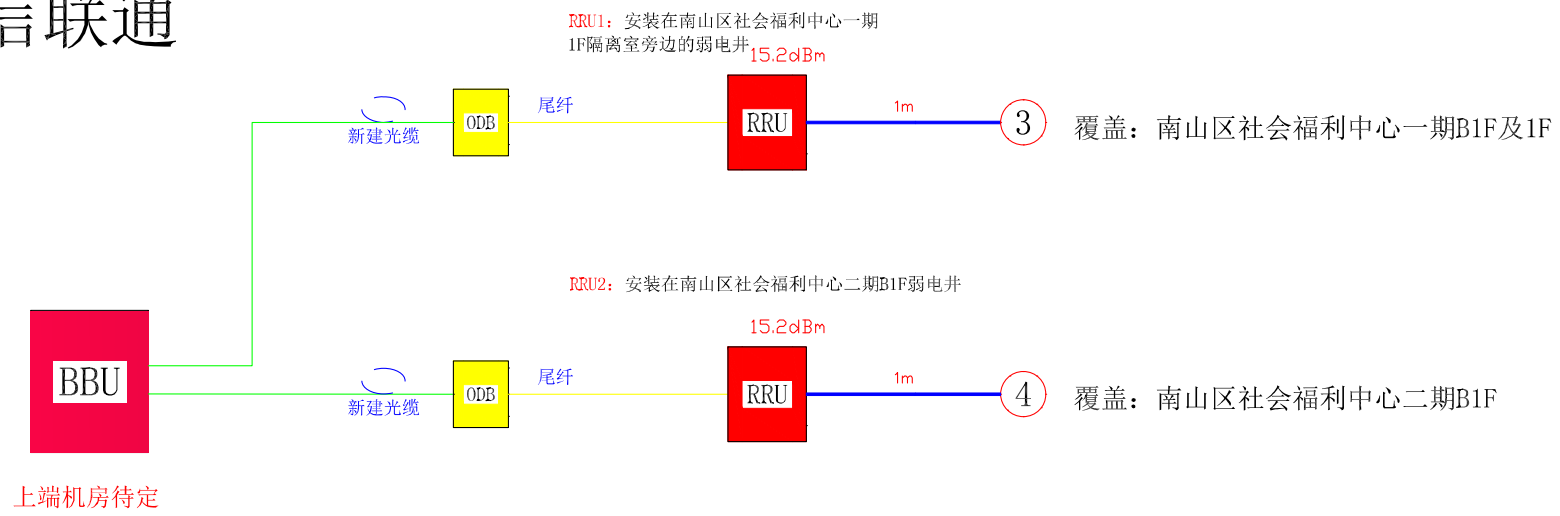 信联通
RRU1：安装在南山区社会福利中心一期
1F隔离室旁边的弱电井
15.2dBm
新建光缆
ODB
尾纤
RRU
1m
3
覆盖：南山区社会福利中心一期B1F及1F
RRU2：安装在南山区社会福利中心二期B1F弱电井
15.2dBm
BBU
新建光缆
ODB
尾纤
RRU
1m
4
覆盖：南山区社会福利中心二期B1F
上端机房待定